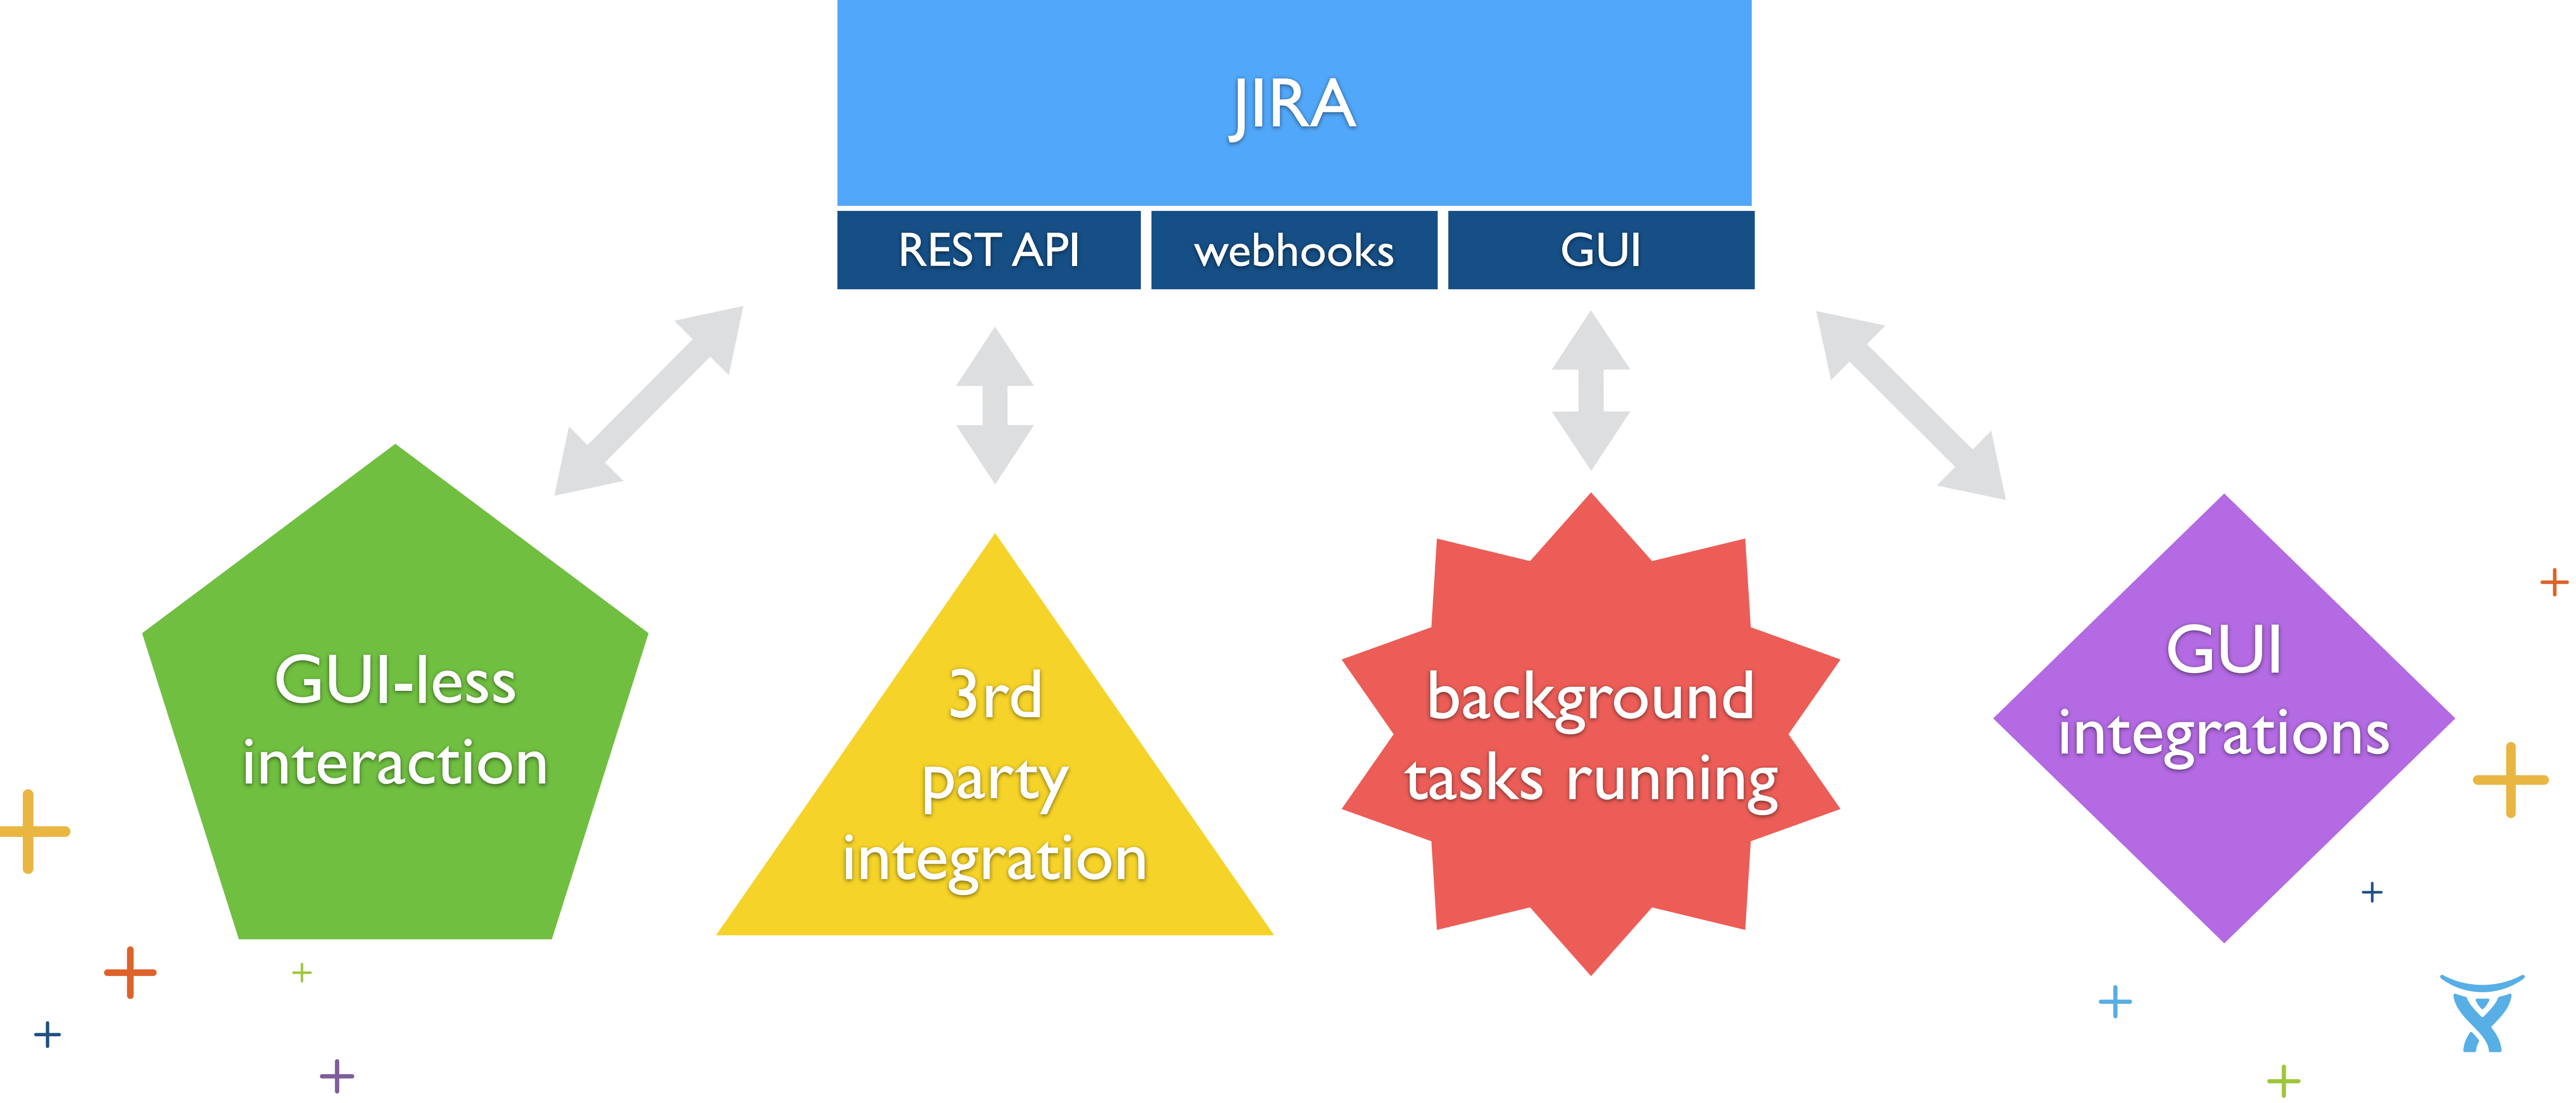 JIRA
REST API
webhooks
GUI
GUI-less
interaction
3rd
party
integration
background
tasks running
GUI
integrations